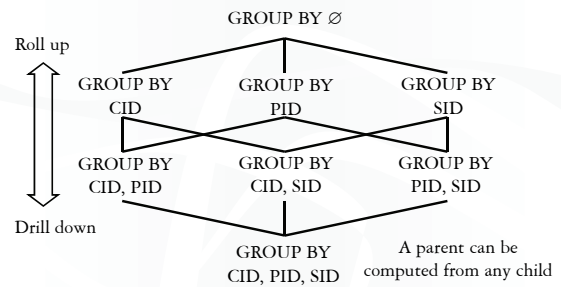 GROUP BY ∅
Roll up
GROUP BY
CID
GROUP BY
PID
GROUP BY
SID
GROUP BY
CID, PID
GROUP BY
CID, SID
GROUP BY
PID, SID
Drill down
GROUP BY
CID, PID, SID
A parent can be
computed from any child